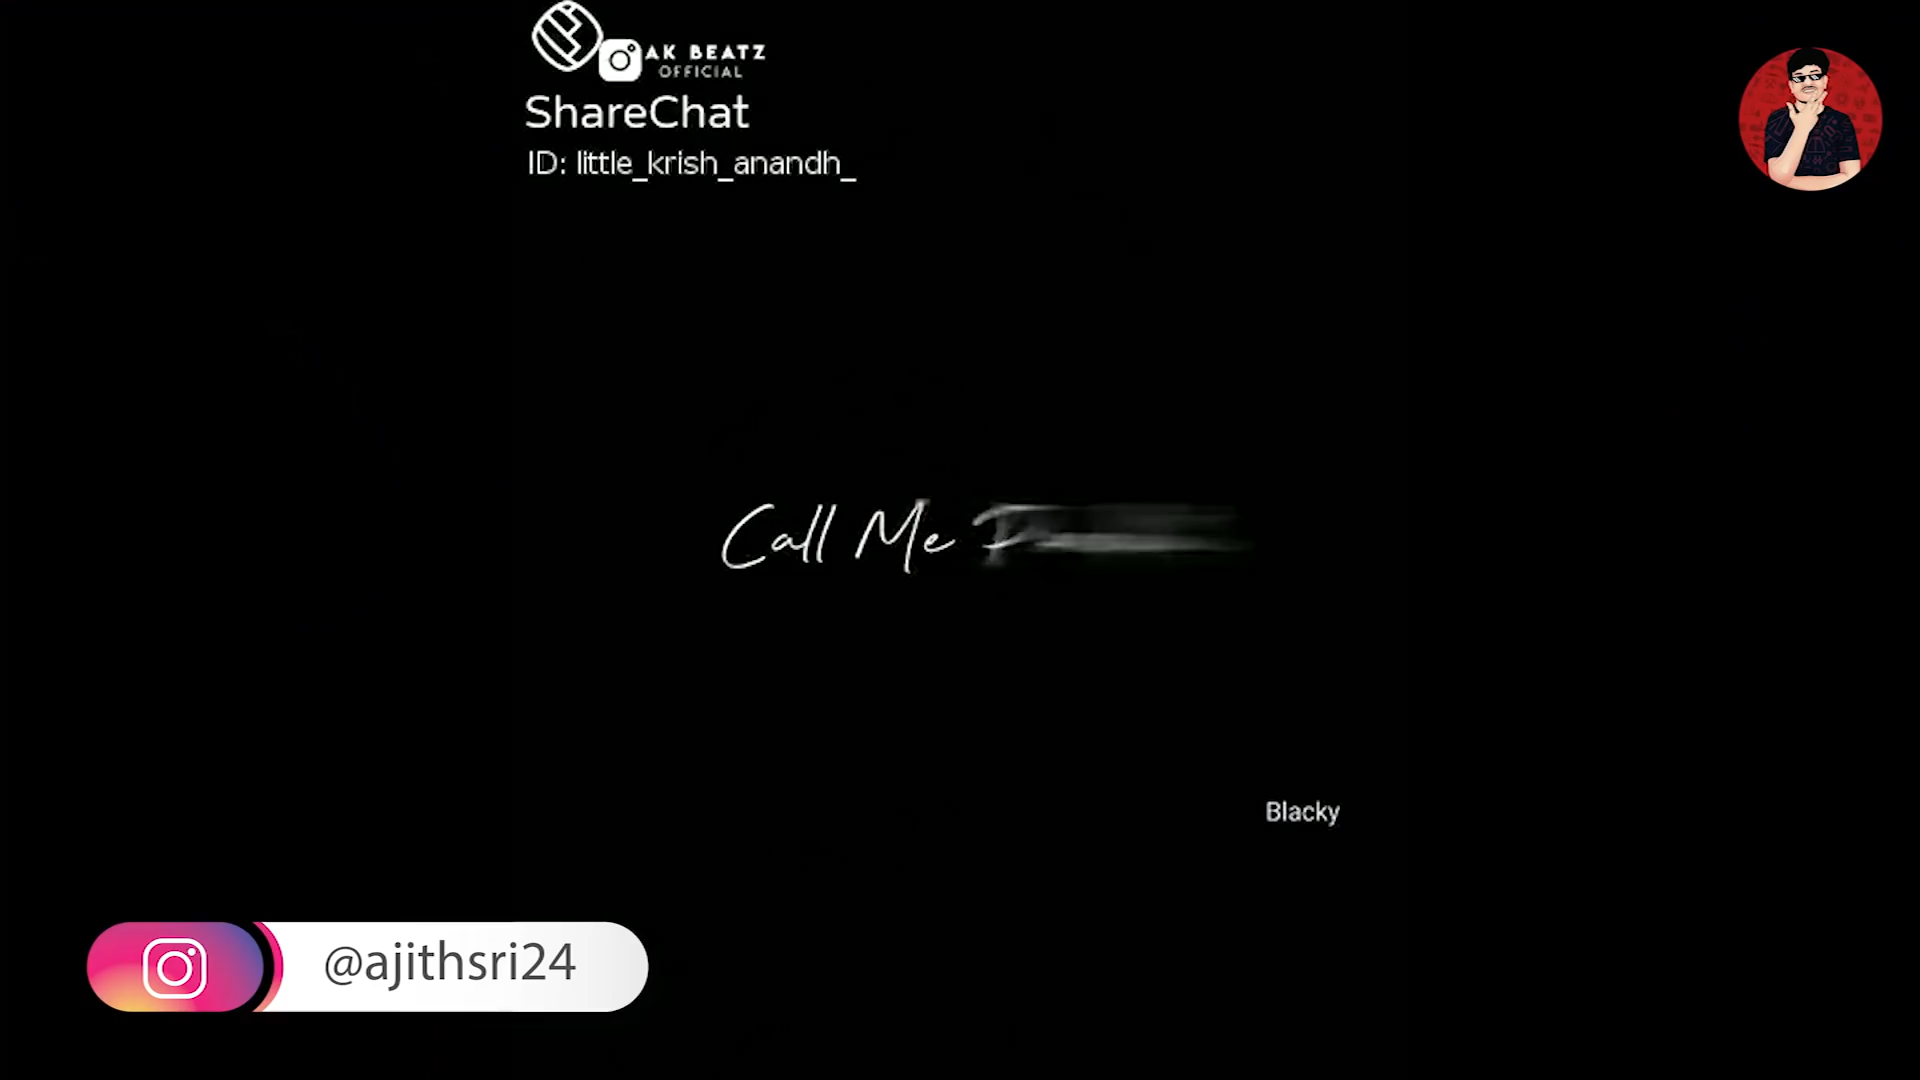 AK BEATZ
OFFICIAL
ShareChat
ID: little_krish_anandh_
Call Me
Blacky
@ajithsri24